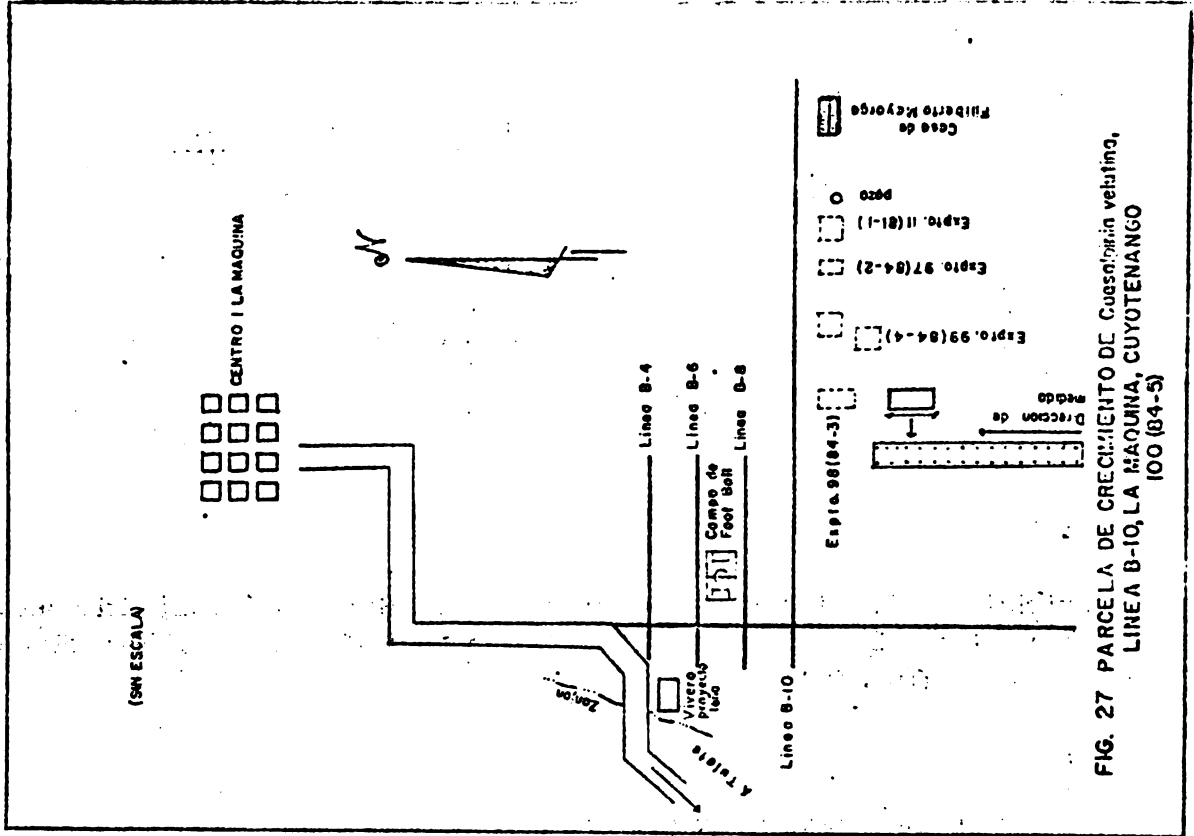 (SIN ESCALA)
CENTRO I LA MAQUINA
N
Linea B-4
Linea B-6
Linea B-8
Campo de
Foot Boll
Zanjon
Vivero
proyecto
A Tulate
Linea B-10
Casa de
Filiberto Mayorga
pozo
Expto. 11 (81-1)
Expto. 97 (84-2)
Expto. 99 (84-4)
Expto. 98 (84-3)
Direccion de
medida
FIG. 27 PARCELA DE CRECIMIENTO DE velutina,
LINEA B-10, LA MAQUINA, CUYOTENANGO
100 (84-5)